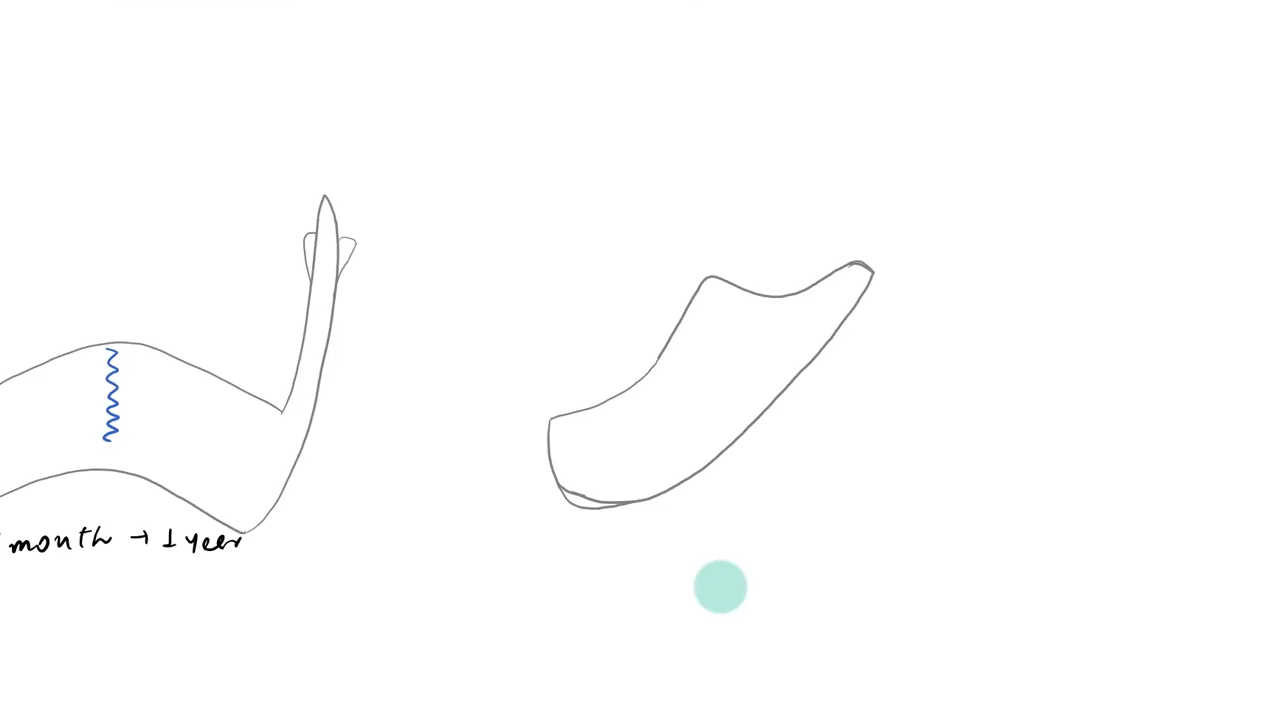 month → 1 year